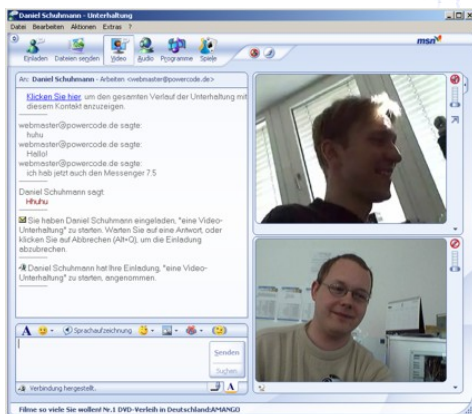 Daniel Schuhmann - Unterhaltung
Datei Bearbeiten Aktionen Extras ?
msn
Einladen Dateien senden Video Audio Programme Spiele
An: Daniel Schuhmann - Arbeiten <webmaster@powercode.de>
Klicken Sie hier, um den gesamten Verlauf der Unterhaltung mit
diesem Kontakt anzuzeigen.
webmaster@powercode.de sagte:
huhu
webmaster@powercode.de sagte:
Hallo!
webmaster@powercode.de sagte:
ich hab jetzt auch den Messenger 7.5
Daniel Schuhmann sagt:
Hhuhu
Sie haben Daniel Schuhmann eingeladen, "eine Video-
Unterhaltung" zu starten. Warten Sie auf eine Antwort, oder
klicken Sie auf Abbrechen (Alt+Q), um die Einladung
abzubrechen.
Daniel Schuhmann hat Ihre Einladung, "eine Video-
Unterhaltung" zu starten, angenommen.
A Sprachaufzeichnung
Senden
Suchen
Verbindung hergestellt.
A
Filme so viele Sie wollen! Nr.1 DVD-Verleih in Deutschland:AMANGO